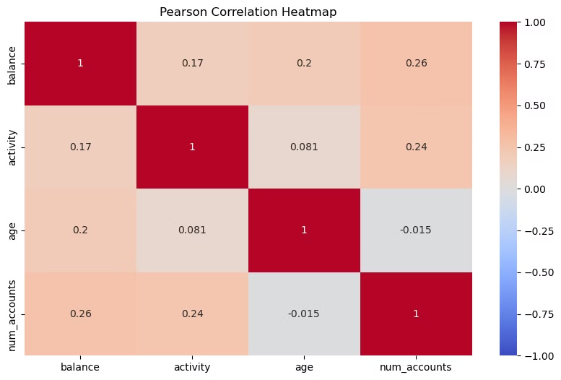 Pearson Correlation Heatmap
balance
1
0.17
0.2
0.26
activity
0.17
1
0.081
0.24
age
0.2
0.081
1
-0.015
num_accounts
0.26
0.24
-0.015
1
balance
activity
age
num_accounts
1.00
0.75
0.50
0.25
0.00
−0.25
−0.50
−0.75
−1.00